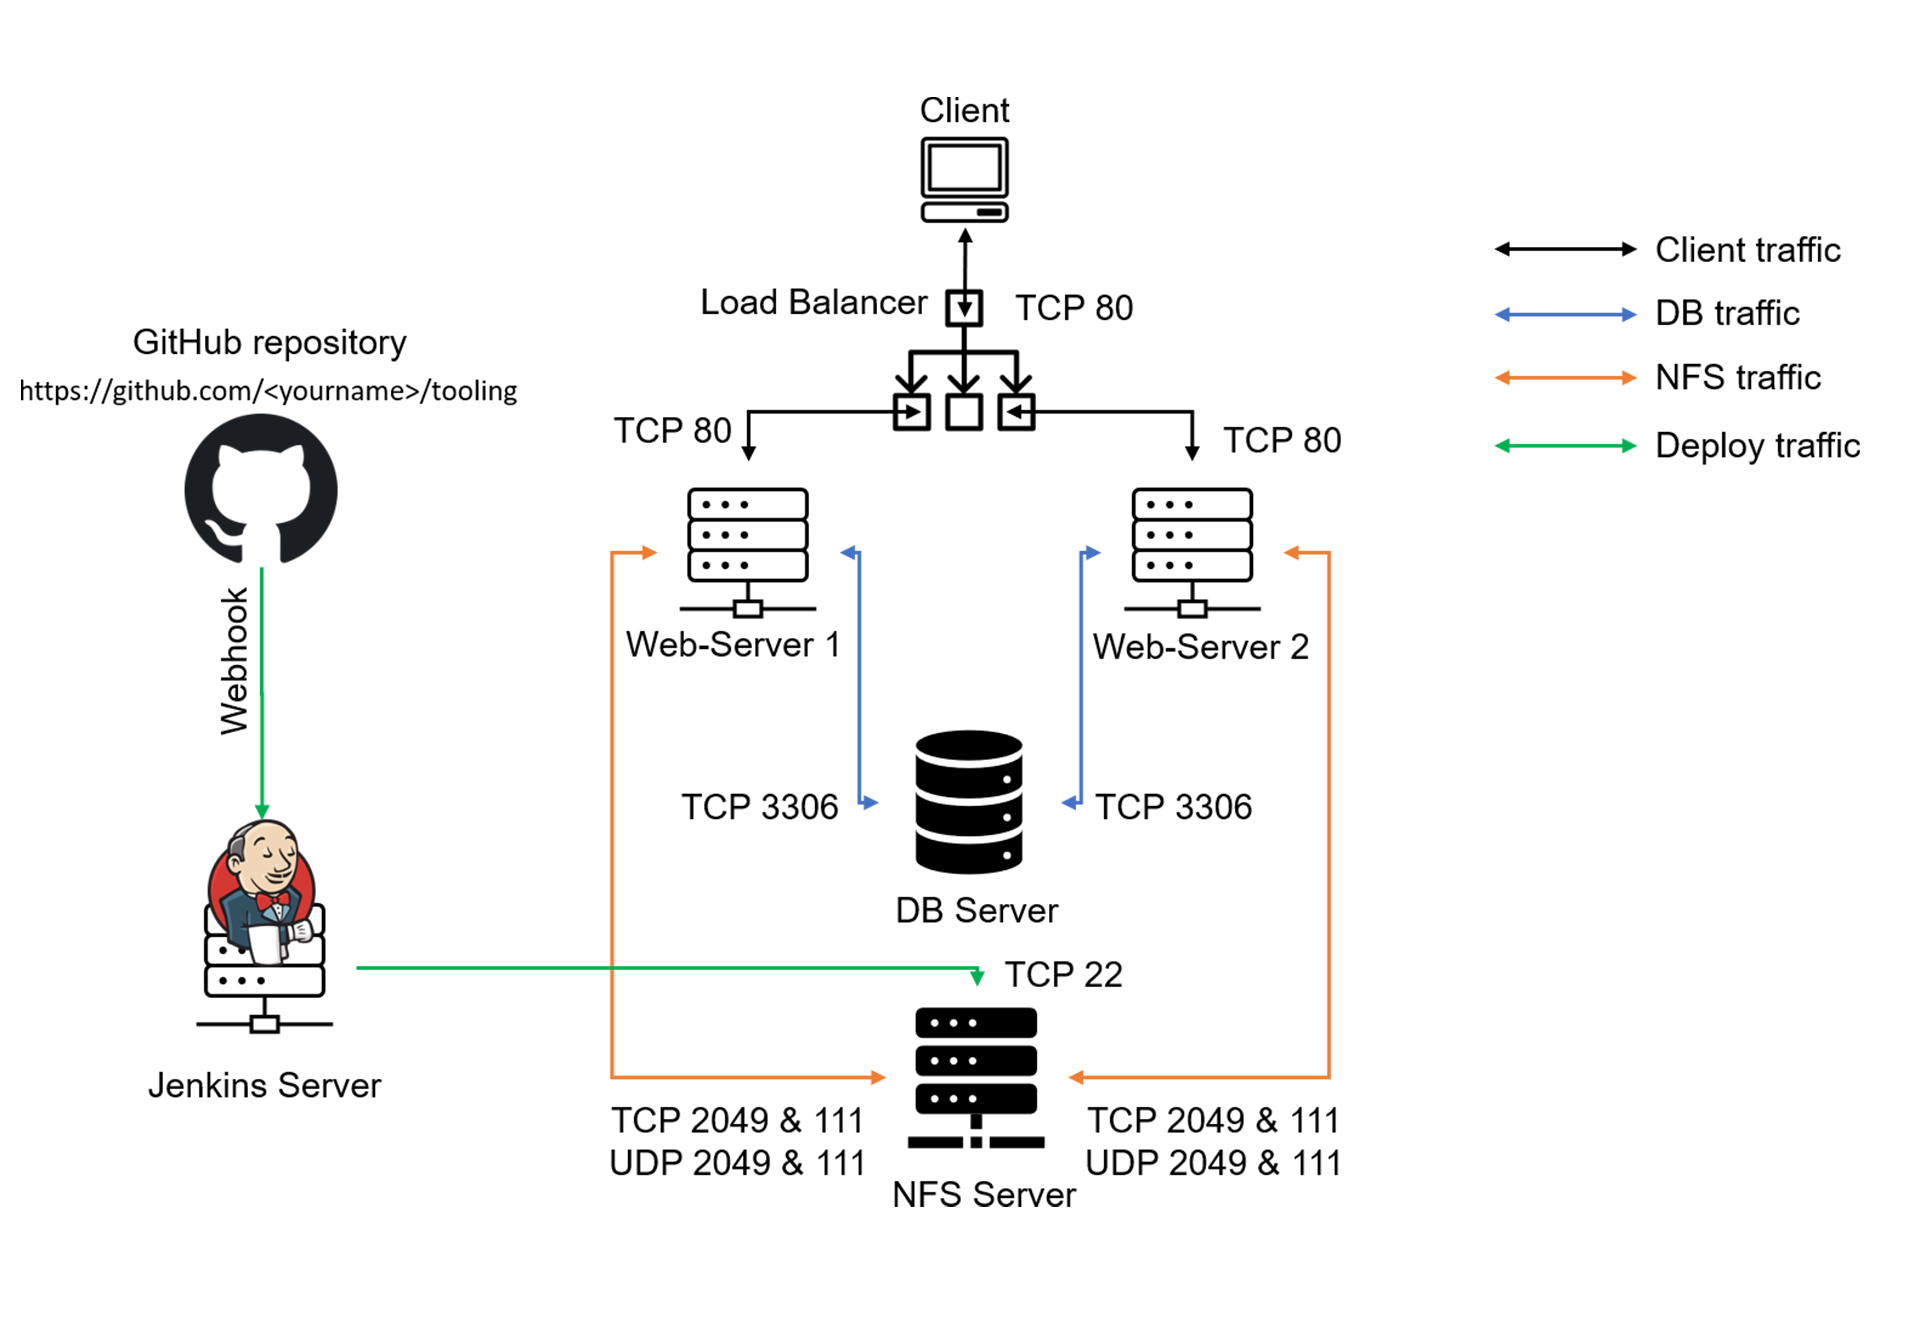 Client
Load Balancer
TCP 80
Client traffic
DB traffic
NFS traffic
Deploy traffic
GitHub repository
https://github.com/<yourname>/tooling
TCP 80
TCP 80
Webhook
Web-Server 1
Web-Server 2
TCP 3306
TCP 3306
DB Server
TCP 22
Jenkins Server
TCP 2049 & 111
UDP 2049 & 111
TCP 2049 & 111
UDP 2049 & 111
NFS Server